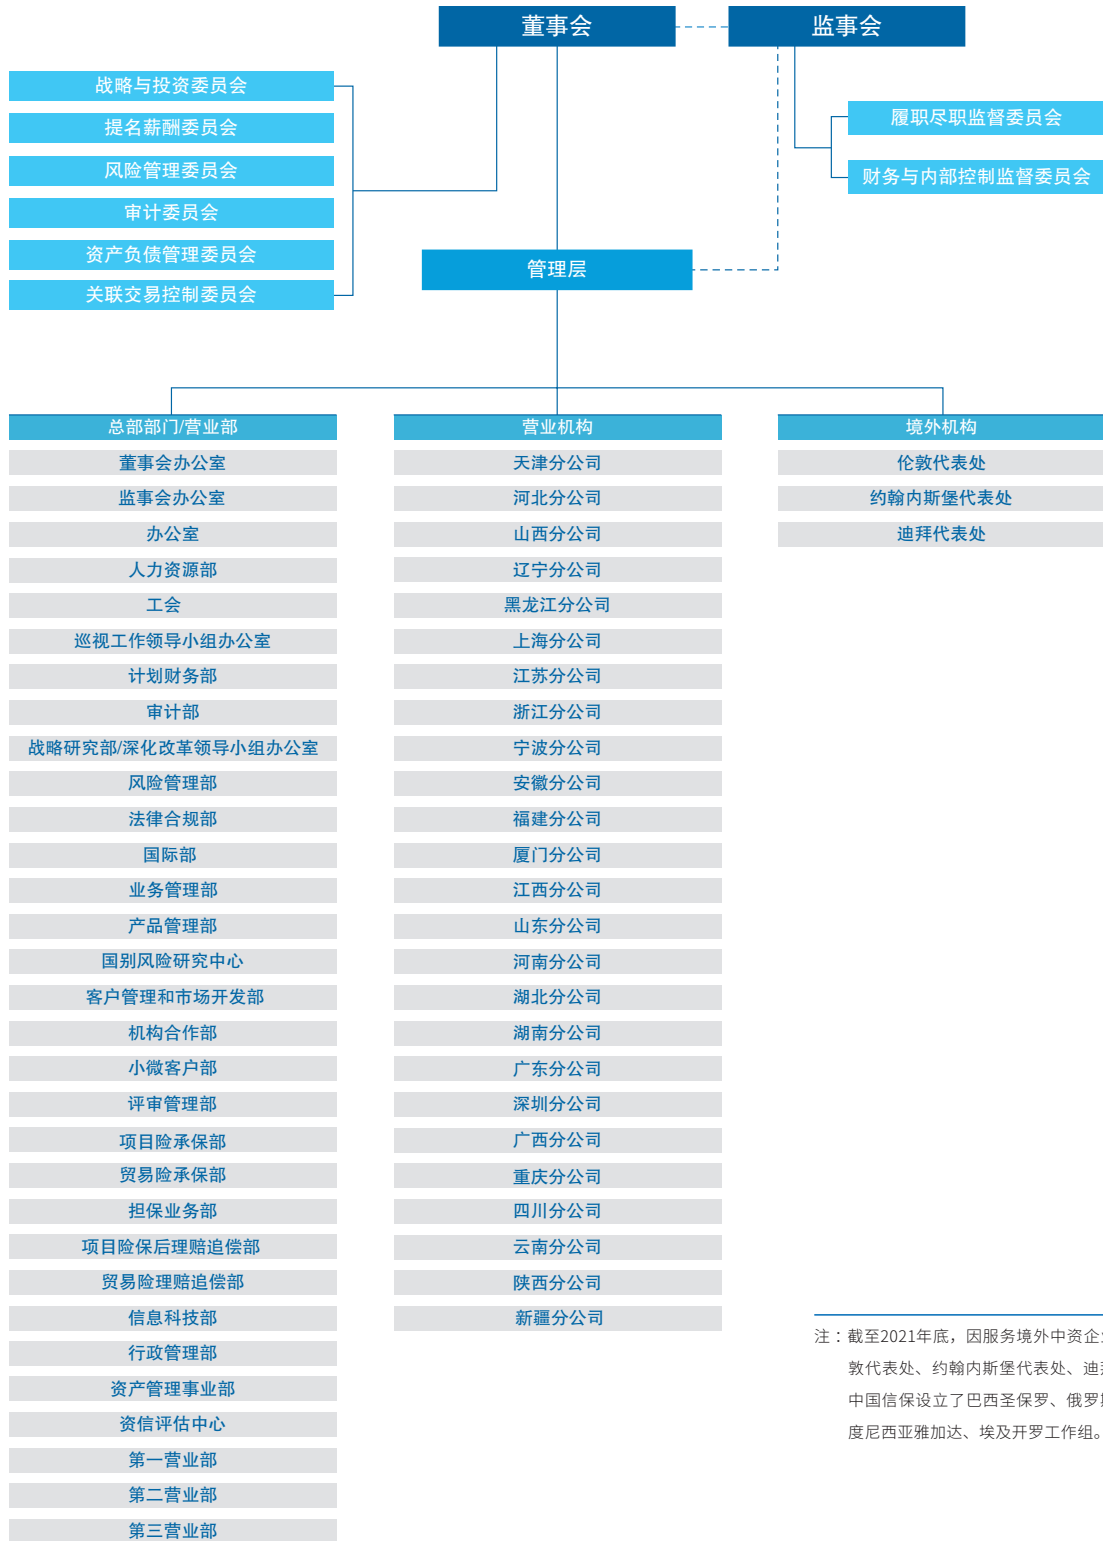 董事会
监事会
战略与投资委员会
提名薪酬委员会
风险管理委员会
审计委员会
资产负债管理委员会
关联交易控制委员会
履职尽职监督委员会
财务与内部控制监督委员会
管理层
总部部门/营业部
董事会办公室
监事会办公室
办公室
人力资源部
工会
巡视工作领导小组办公室
计划财务部
审计部
战略研究部/深化改革领导小组办公室
风险管理部
法律合规部
国际部
业务管理部
产品管理部
国别风险研究中心
客户管理和市场开发部
机构合作部
小微客户部
评审管理部
项目险承保部
贸易险承保部
担保业务部
项目险保后理赔追偿部
贸易险理赔追偿部
信息科技部
行政管理部
资产管理事业部
资信评估中心
第一营业部
第二营业部
第三营业部
营业机构
天津分公司
河北分公司
山西分公司
辽宁分公司
黑龙江分公司
上海分公司
江苏分公司
浙江分公司
宁波分公司
安徽分公司
福建分公司
厦门分公司
江西分公司
山东分公司
河南分公司
湖北分公司
湖南分公司
广东分公司
深圳分公司
广西分公司
重庆分公司
四川分公司
云南分公司
陕西分公司
新疆分公司
境外机构
伦敦代表处
约翰内斯堡代表处
迪拜代表处
注：截至2021年底，因服务境外中资企
敦代表处、约翰内斯堡代表处、迪
中国信保设立了巴西圣保罗、俄罗
度尼西亚雅加达、埃及开罗工作组。